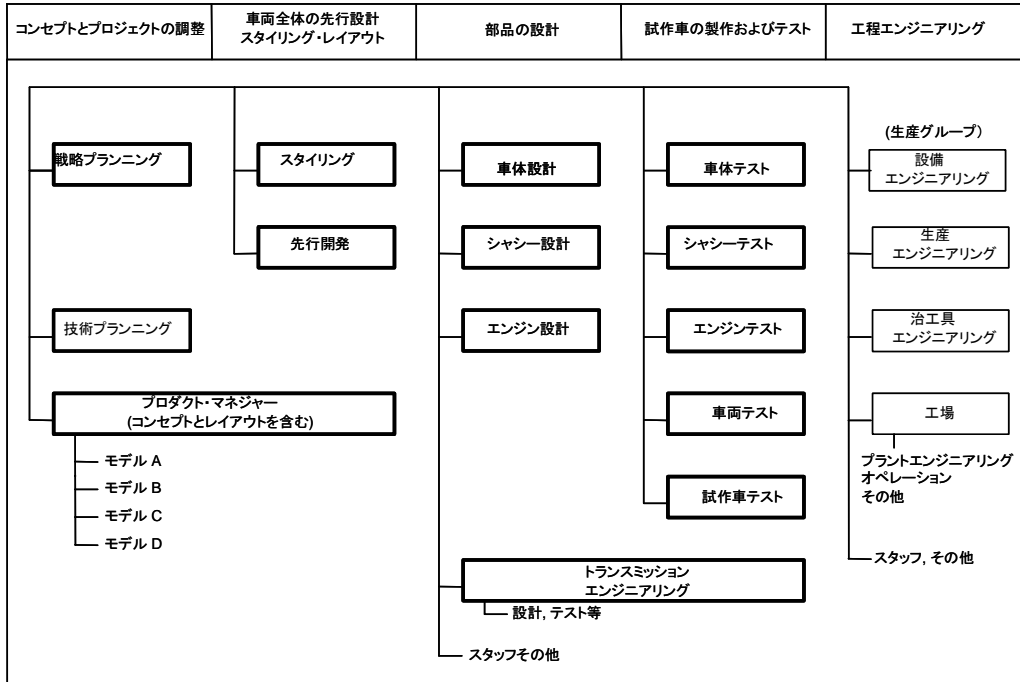 コンセプトとプロジェクトの調整
車両全体の先行設計
スタイリング・レイアウト
部品の設計
試作車の製作およびテスト
工程エンジニアリング
戦略プランニング
技術プランニング
プロダクト・マネジャー
(コンセプトとレイアウトを含む)
モデル A
モデル B
モデル C
モデル D
スタイリング
先行開発
車体設計
シャシー設計
エンジン設計
トランスミッション
エンジニアリング
設計, テスト等
スタッフその他
車体テスト
シャシーテスト
エンジンテスト
車両テスト
試作車テスト
(生産グループ)
設備
エンジニアリング
生産
エンジニアリング
治工具
エンジニアリング
工場
プラントエンジニアリング
オペレーション
その他
スタッフ, その他